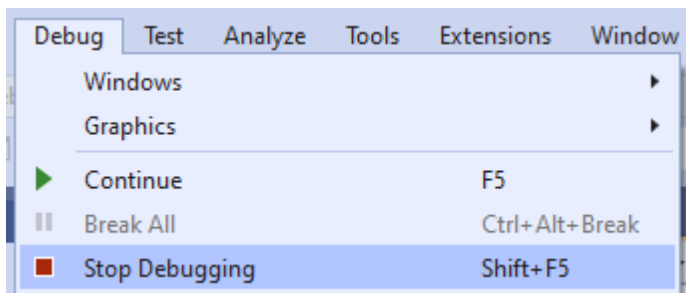 Debug Test Analyze Tools Extensions Window
Windows
Graphics
Continue F5
Break All Ctrl+Alt+Break
Stop Debugging Shift+F5